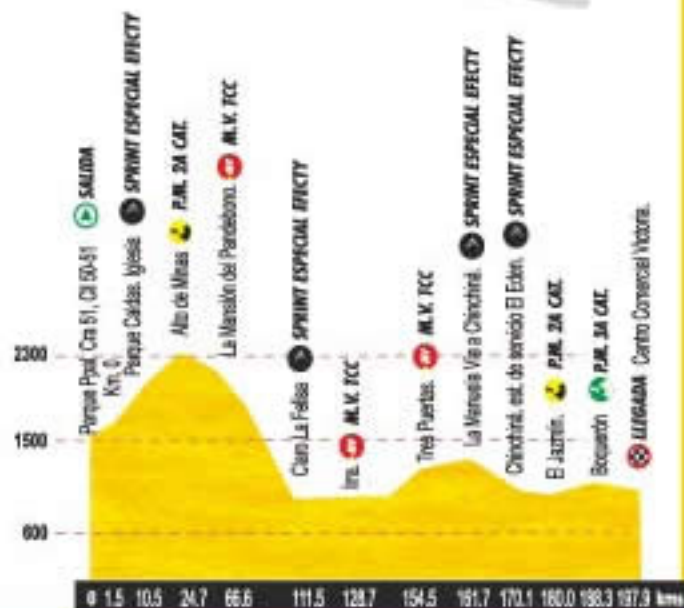 Parque Ppal. Cra 51, Cll 50-51 SALIDA
Km. 0
Parque Caldas. Iglesia. SPRINT ESPECIAL EFECTY
Alto de Minas P.M. 2A CAT.
La Mansión del Pandebono. M.V. TCC
Claro La Felisa SPRINT ESPECIAL EFECTY
Irra. M.V. TCC
Tres Puertas. M.V. TCC
La Manuela Vía a Chinchiná. SPRINT ESPECIAL EFECTY
Chinchiná, est. de servicio El Eden. SPRINT ESPECIAL EFECTY
El Jazmín. P.M. 2A CAT.
Boquerón P.M. 3A CAT.
LLEGADA Centro Comercial Victoria.
2300
1500
600
0 1.5 10.5 24.7 66.6 111.5 128.7 154.5 161.7 170.1 180.0 188.3 197.9 kms